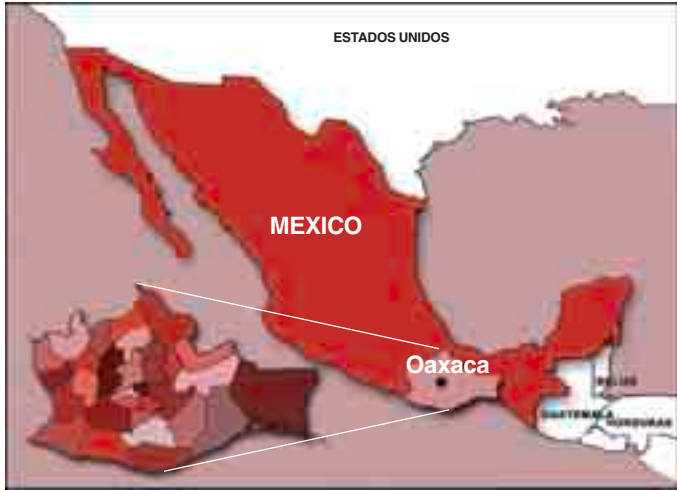 ESTADOS UNIDOS
MEXICO
Oaxaca
BELIZE
GUATEMALA
HONDURAS